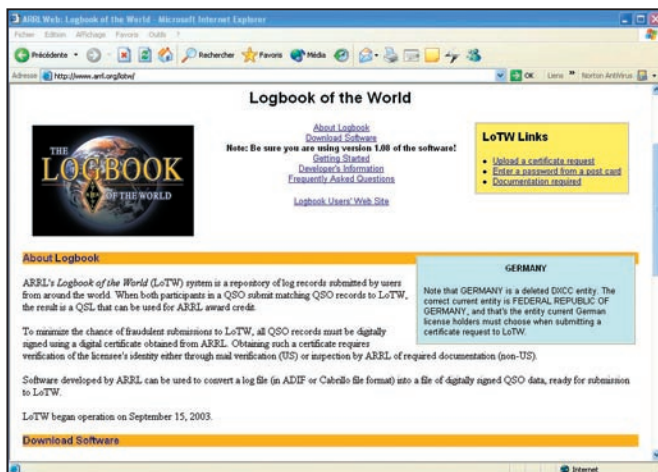 ARRL Web: Logbook of the World - Microsoft Internet Explorer
Fichier Edition Affichage Favoris Outils ?
Précédente Rechercher Favoris Média
Adresse http://www.arrl.org/lotw/ OK Liens » Norton AntiVirus
Logbook of the World
THE
LOGBOOK
OF THE WORLD
About Logbook
Download Software
Note: Be sure you are using version 1.00 of the software!
Getting Started
Developer's Information
Frequently Asked Questions
Logbook Users' Web Site
LoTW Links
• Upload a certificate request
• Enter a password from a post card
• Documentation required
About Logbook
ARRL's Logbook of the World (LoTW) system is a repository of log records submitted by users
from around the world. When both participants in a QSO submit matching QSO records to LoTW,
the result is a QSL that can be used for ARRL award credit.
GERMANY
Note that GERMANY is a deleted DXCC entity. The
correct current entity is FEDERAL REPUBLIC OF
GERMANY, and that's the entity current German
license holders must choose when submitting a
certificate request to LoTW.
To minimize the chance of fraudulent submissions to LoTW, all QSO records must be digitally
signed using a digital certificate obtained from ARRL. Obtaining such a certificate requires
verification of the licensee's identity either through mail verification (US) or inspection by ARRL of required documentation (non-US).
Software developed by ARRL can be used to convert a log file (in ADIF or Cabrillo file format) into a file of digitally signed QSO data, ready for submission
to LoTW.
LoTW began operation on September 15, 2003.
Download Software
Internet